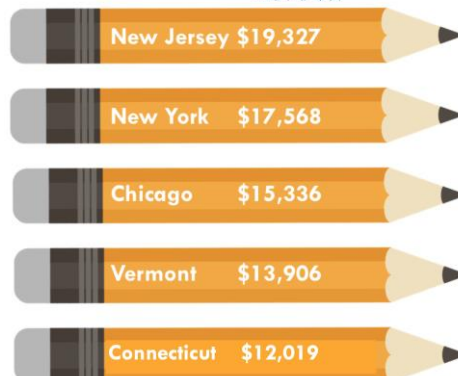 New Jersey $19,327
New York $17,568
Chicago $15,336
Vermont $13,906
Connecticut $12,019